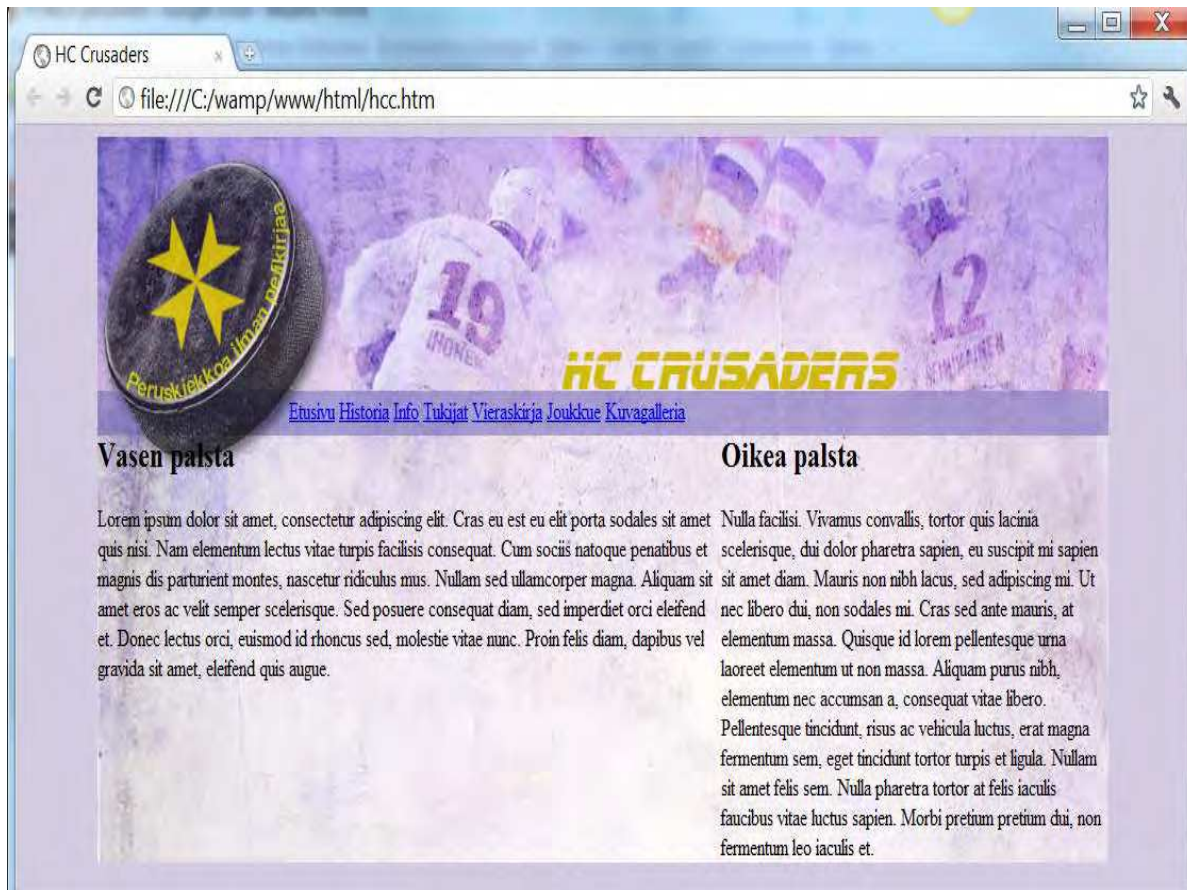 HC Crusaders
file:///C:/wamp/www/html/hcc.htm
Peruskiekkoa ilman pelkkirjaa
19
IHONEN
12
HC CRUSADERS
Etusivu Historia Info Tukijat Vieraskirja Joukkue Kuvagalleria
Vasen palsta
Lorem ipsum dolor sit amet, consectetur adipiscing elit. Cras eu est eu elit porta sodales sit amet
quis nisi. Nam elementum lectus vitae turpis facilisis consequat. Cum sociis natoque penatibus et
magnis dis parturient montes, nascetur ridiculus mus. Nullam sed ullamcorper magna. Aliquam sit
amet eros ac velit semper scelerisque. Sed posuere consequat diam, sed imperdiet orci eleifend
et. Donec lectus orci, euismod id rhoncus sed, molestie vitae nunc. Proin felis diam, dapibus vel
gravida sit amet, eleifend quis augue.
Oikea palsta
Nulla facilisi. Vivamus convallis, tortor quis lacinia
scelerisque, dui dolor pharetra sapien, eu suscipit mi sapien
sit amet diam. Mauris non nibh lacus, sed adipiscing mi. Ut
nec libero dui, non sodales mi. Cras sed ante mauris, at
elementum massa. Quisque id lorem pellentesque urna
laoreet elementum ut non massa. Aliquam purus nibh,
elementum nec accumsan a, consequat vitae libero.
Pellentesque tincidunt, risus ac vehicula luctus, erat magna
fermentum sem, eget tincidunt tortor turpis et ligula. Nullam
sit amet felis sem. Nulla pharetra tortor at felis iaculis
faucibus vitae luctus sapien. Morbi pretium pretium dui, non
fermentum leo iaculis et.